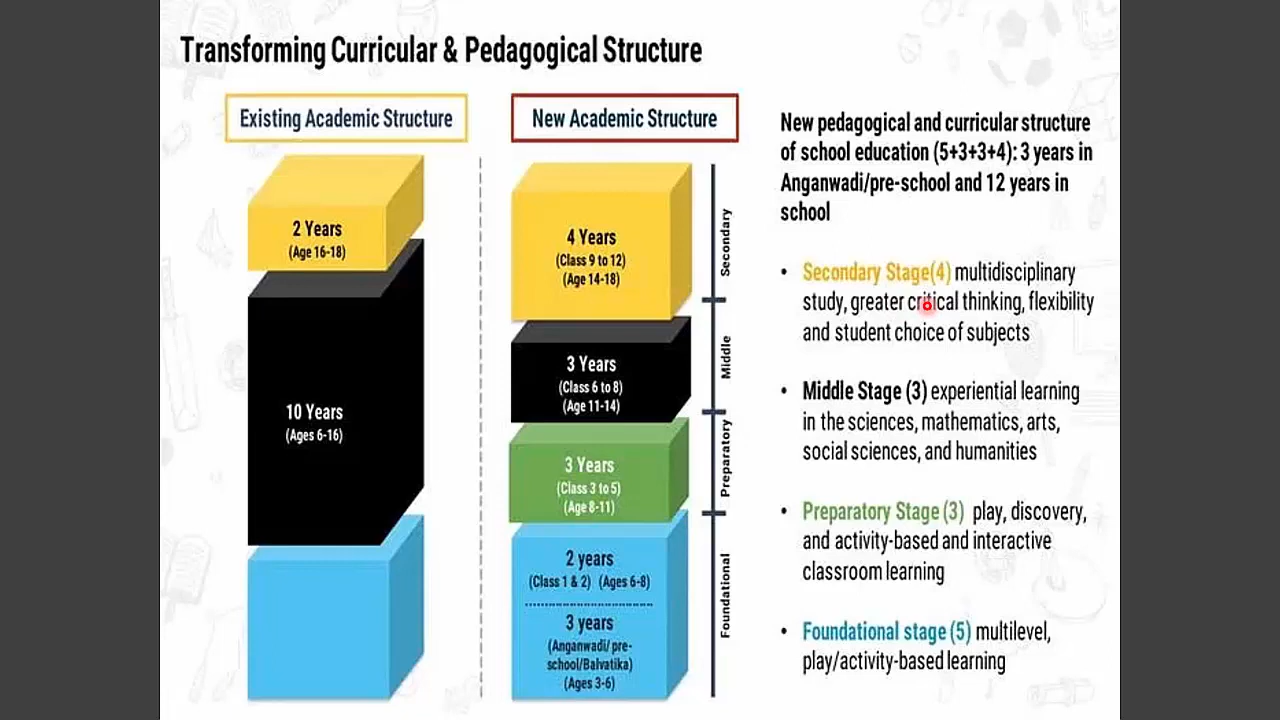 Transforming Curricular & Pedagogical Structure
Existing Academic Structure
2 Years
(Age 16-18)
10 Years
(Ages 6-16)
New Academic Structure
4 Years
(Class 9 to 12)
(Age 14-18)
Secondary
3 Years
(Class 6 to 8)
(Age 11-14)
Middle
3 Years
(Class 3 to 5)
(Age 8-11)
Preparatory
2 years
(Class 1 & 2) (Ages 6-8)
3 years
(Anganwadi/ pre-
school/Balvatika)
(Ages 3-6)
Foundational
New pedagogical and curricular structure
of school education (5+3+3+4): 3 years in
Anganwadi/pre-school and 12 years in
school
• Secondary Stage(4) multidisciplinary
study, greater critical thinking, flexibility
and student choice of subjects
• Middle Stage (3) experiential learning
in the sciences, mathematics, arts,
social sciences, and humanities
• Preparatory Stage (3) play, discovery,
and activity-based and interactive
classroom learning
• Foundational stage (5) multilevel,
play/activity-based learning